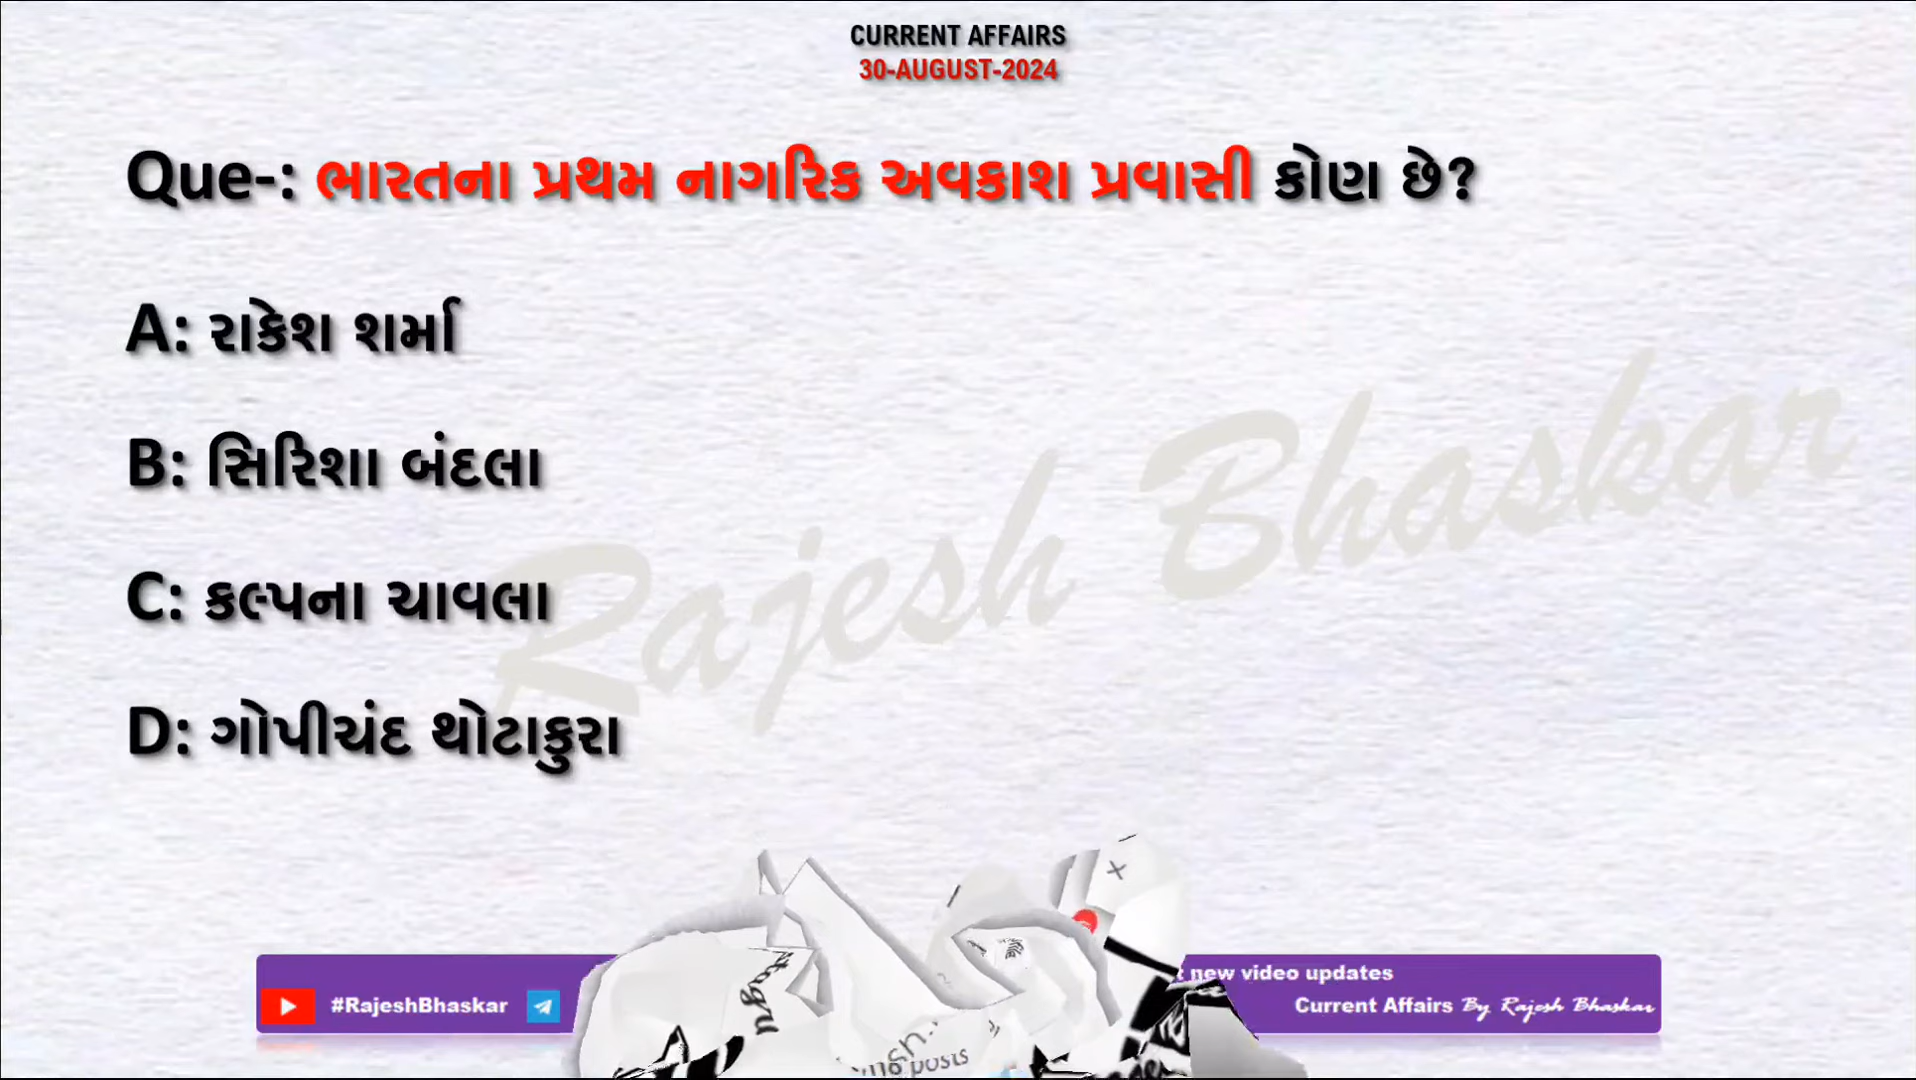 CURRENT AFFAIRS
30-AUGUST-2024
Que-: ભારતના પ્રથમ નાગરિક અવકાશ પ્રવાસી કોણ છે?
A: રાકેશ શર્મા
B: સિરિશા બંદલા
C: કલ્પના ચાવલા
D: ગોપીચંદ થોટાકુરા
Rajesh Bhaskar
new video updates
#RajeshBhaskar
Current Affairs By Rajesh Bhaskar
posts